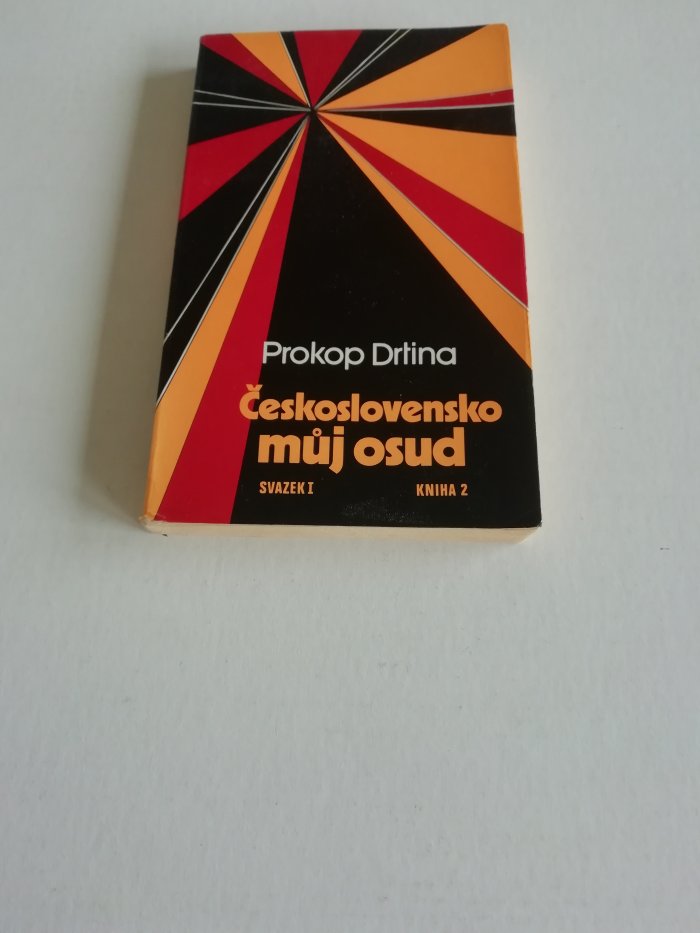 Prokop Drtina
Československo
můj osud
SVAZEK I KNIHA 2